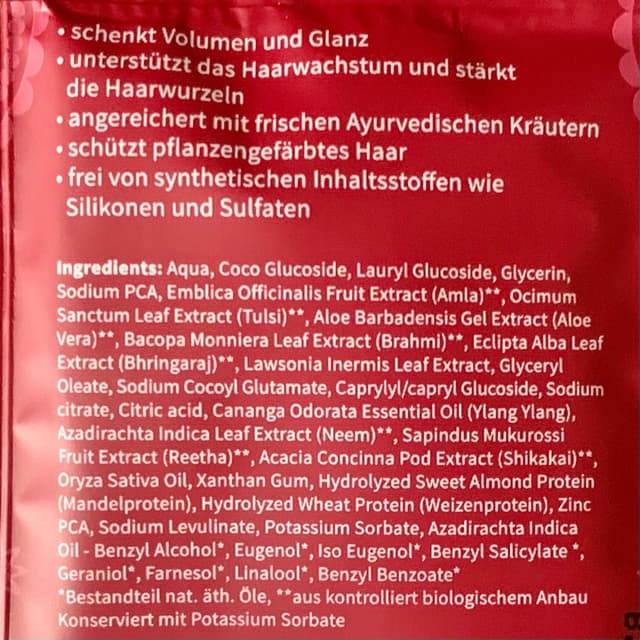 • schenkt Volumen und Glanz
• unterstützt das Haarwachstum und stärkt
die Haarwurzeln
• angereichert mit frischen Ayurvedischen Kräutern
• schützt pflanzengefärbtes Haar
• frei von synthetischen Inhaltsstoffen wie
Silikonen und Sulfaten
Ingredients: Aqua, Coco Glucoside, Lauryl Glucoside, Glycerin,
Sodium PCA, Emblica Officinalis Fruit Extract (Amla)**, Ocimum
Sanctum Leaf Extract (Tulsi)**, Aloe Barbadensis Gel Extract (Aloe
Vera)**, Bacopa Monniera Leaf Extract (Brahmi)**, Eclipta Alba Leaf
Extract (Bhringaraj)**, Lawsonia Inermis Leaf Extract, Glyceryl
Oleate, Sodium Cocoyl Glutamate, Caprylyl/capryl Glucoside, Sodium
citrate, Citric acid, Cananga Odorata Essential Oil (Ylang Ylang),
Azadirachta Indica Leaf Extract (Neem)**, Sapindus Mukurossi
Fruit Extract (Reetha)**, Acacia Concinna Pod Extract (Shikakai)**,
Oryza Sativa Oil, Xanthan Gum, Hydrolyzed Sweet Almond Protein
(Mandelprotein), Hydrolyzed Wheat Protein (Weizenprotein), Zinc
PCA, Sodium Levulinate, Potassium Sorbate, Azadirachta Indica
Oil - Benzyl Alcohol*, Eugenol*, Iso Eugenol*, Benzyl Salicylate *,
Geraniol*, Farnesol*, Linalool*, Benzyl Benzoate*
*Bestandteil nat. äth. Öle, **aus kontrolliert biologischem Anbau
Konserviert mit Potassium Sorbate